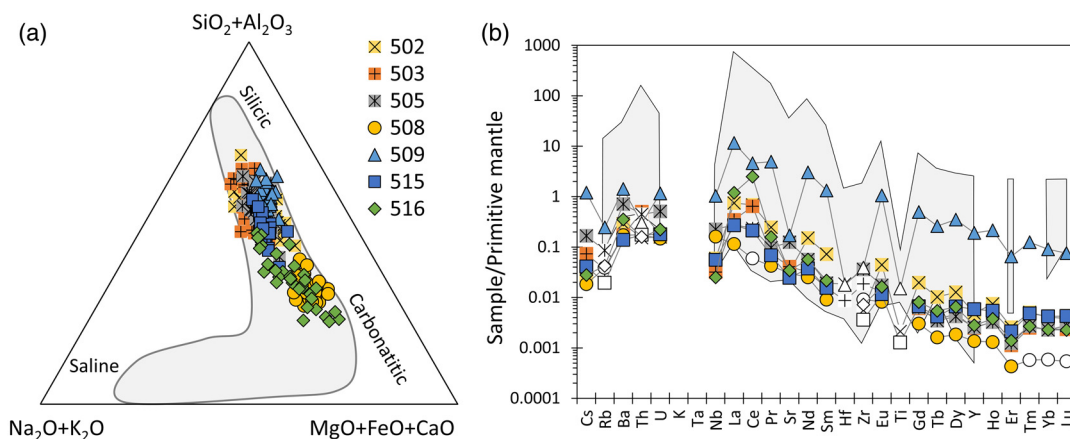 (a)
SiO₂+Al₂O₃
Silicic
Carbonatitic
Saline
Na₂O+K₂O
MgO+FeO+CaO
502
503
505
508
509
515
516
(b)
Sample/Primitive mantle
1000
100
10
1
0.1
0.01
0.001
0.0001
Cs Rb Ba Th U K Ta Nb La Ce Pr Sr Nd Sm Hf Zr Eu Ti Gd Tb Dy Y Ho Er Tm Yb Lu